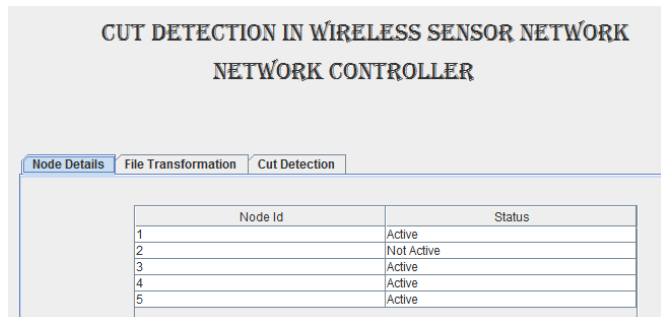 CUT DETECTION IN WIRELESS SENSOR NETWORK
NETWORK CONTROLLER
Node Details File Transformation Cut Detection
Node Id Status
1 Active
2 Not Active
3 Active
4 Active
5 Active